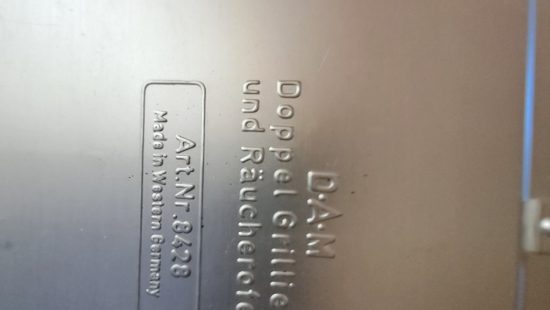 D·A·M
Doppel Grillie
und Räucherofe
Art.Nr.8428
Made in Western Germany